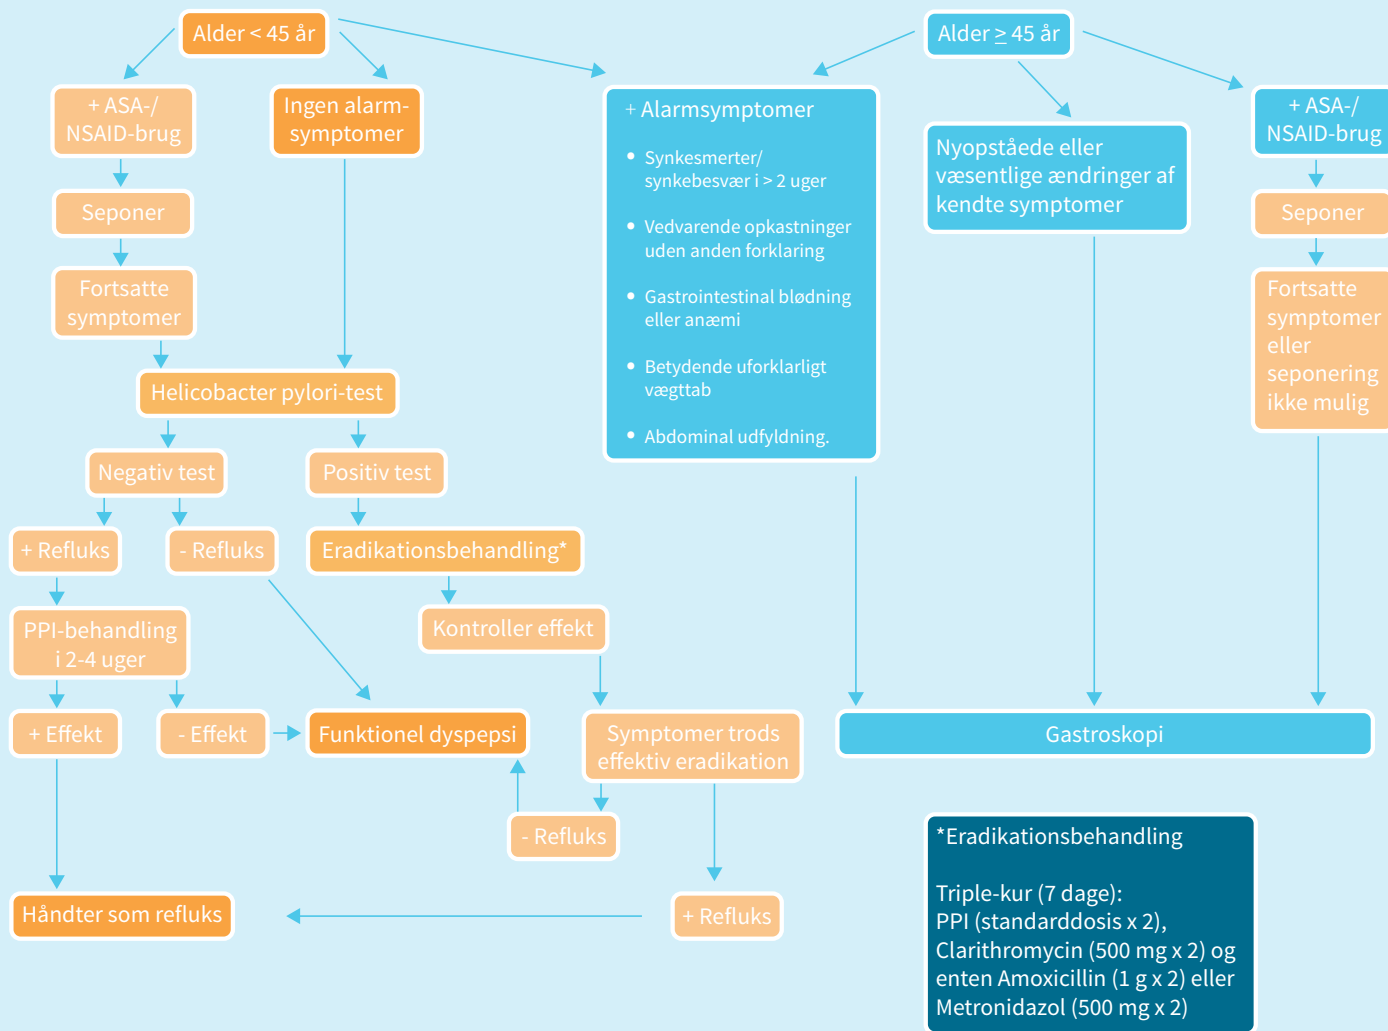 Alder < 45 år
Alder ≥ 45 år
+ ASA-/
NSAID-brug
Ingen alarm-
symptomer
+ Alarmsymptomer
• Synkesmerter/
synkebesvær i > 2 uger
• Vedvarende opkastninger
uden anden forklaring
• Gastrointestinal blødning
eller anæmi
• Betydende uforklarligt
vægttab
• Abdominal udfyldning.
Nyopståede eller
væsentlige ændringer af
kendte symptomer
+ ASA-/
NSAID-brug
Seponer
Seponer
Fortsatte
symptomer
Fortsatte
symptomer
eller
seponering
ikke mulig
Helicobacter pylori-test
Negativ test
Positiv test
+ Refluks
- Refluks
Eradikationsbehandling*
PPI-behandling
i 2-4 uger
Kontroller effekt
+ Effekt
- Effekt
Funktionel dyspepsi
Symptomer trods
effektiv eradikation
Gastroskopi
- Refluks
Håndter som refluks
+ Refluks
*Eradikationsbehandling
Triple-kur (7 dage):
PPI (standarddosis x 2),
Clarithromycin (500 mg x 2) og
enten Amoxicillin (1 g x 2) eller
Metronidazol (500 mg x 2)